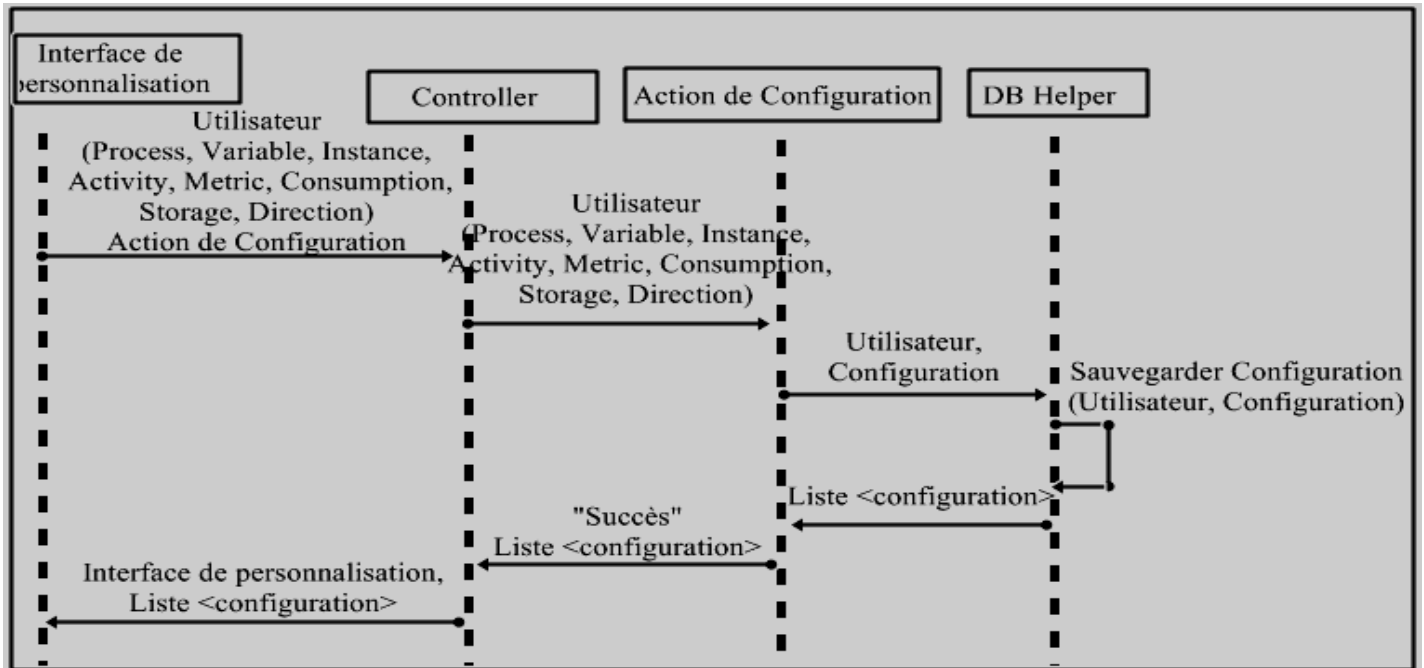 Interface de
personnalisation
Controller
Action de Configuration
DB Helper
Utilisateur
(Process, Variable, Instance,
Activity, Metric, Consumption,
Storage, Direction)
Action de Configuration
Utilisateur
(Process, Variable, Instance,
Activity, Metric, Consumption,
Storage, Direction)
Utilisateur,
Configuration
Sauvegarder Configuration
(Utilisateur, Configuration)
Liste <configuration>
"Succès"
Liste <configuration>
Interface de personnalisation,
Liste <configuration>